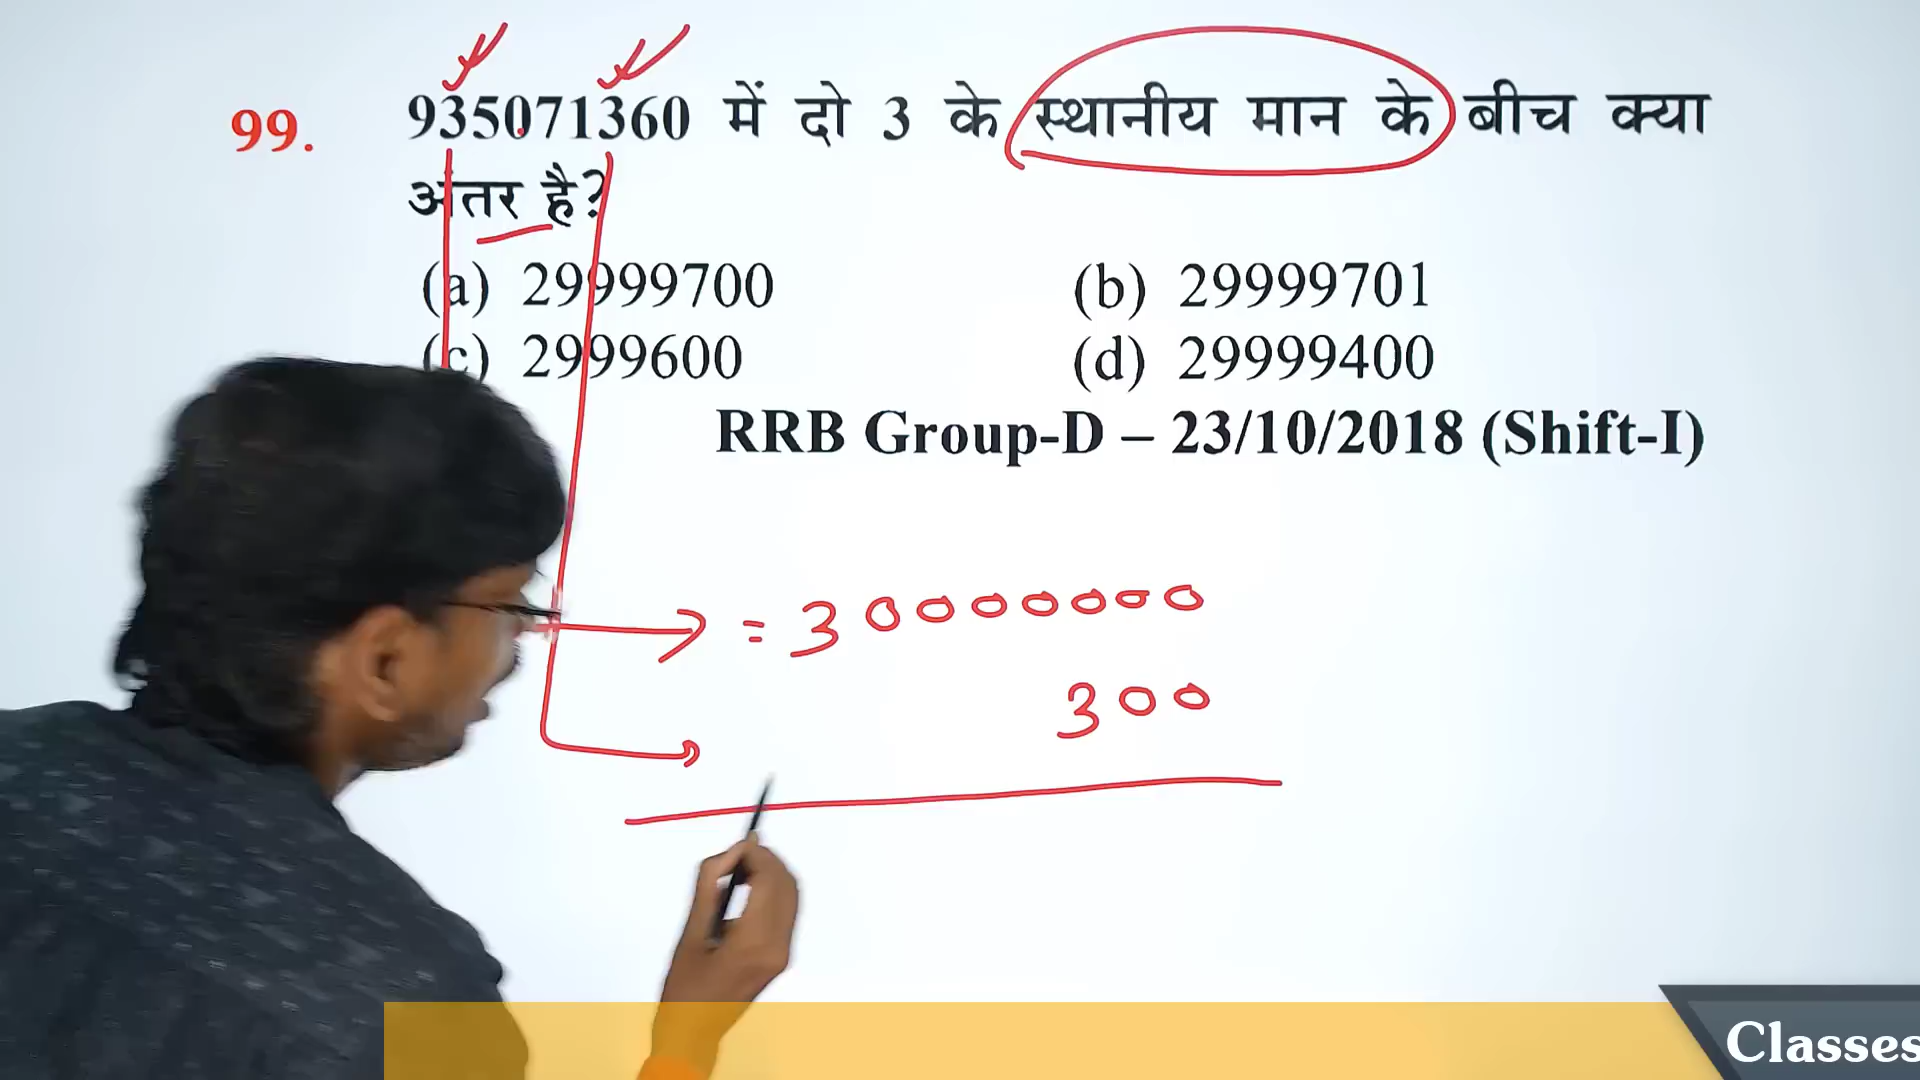 99. 935071360 में दो 3 के स्थानीय मान के बीच क्या
अंतर है?
(a) 29999700 (b) 29999701
(c) 2999600 (d) 29999400
RRB Group-D – 23/10/2018 (Shift-I)
= 30000000
300
Classes